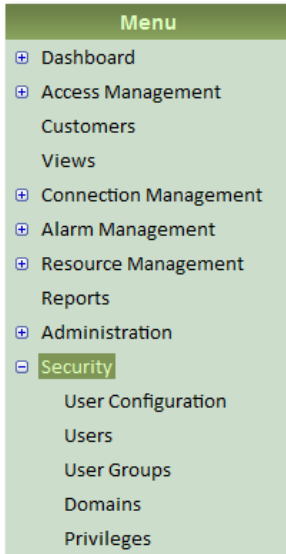 Menu
Dashboard
Access Management
Customers
Views
Connection Management
Alarm Management
Resource Management
Reports
Administration
Security
User Configuration
Users
User Groups
Domains
Privileges